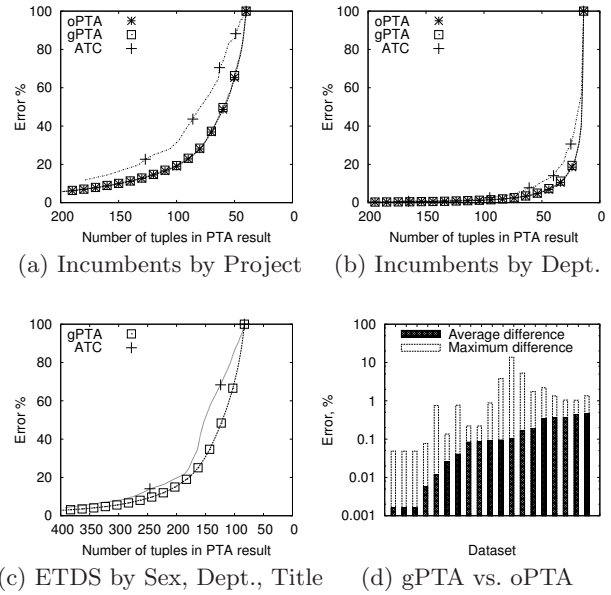 oPTA
gPTA
ATC
Error %
100
80
60
40
20
0
200
150
100
50
0
Number of tuples in PTA result
(a) Incumbents by Project
oPTA
gPTA
ATC
Error %
100
80
60
40
20
0
200
150
100
50
0
Number of tuples in PTA result
(b) Incumbents by Dept.
gPTA
ATC
Error %
100
80
60
40
20
0
400 350 300 250 200 150 100 50 0
Number of tuples in PTA result
(c) ETDS by Sex, Dept., Title
Average difference
Maximum difference
Error, %
100
10
1
0.1
0.01
0.001
Dataset
(d) gPTA vs. oPTA